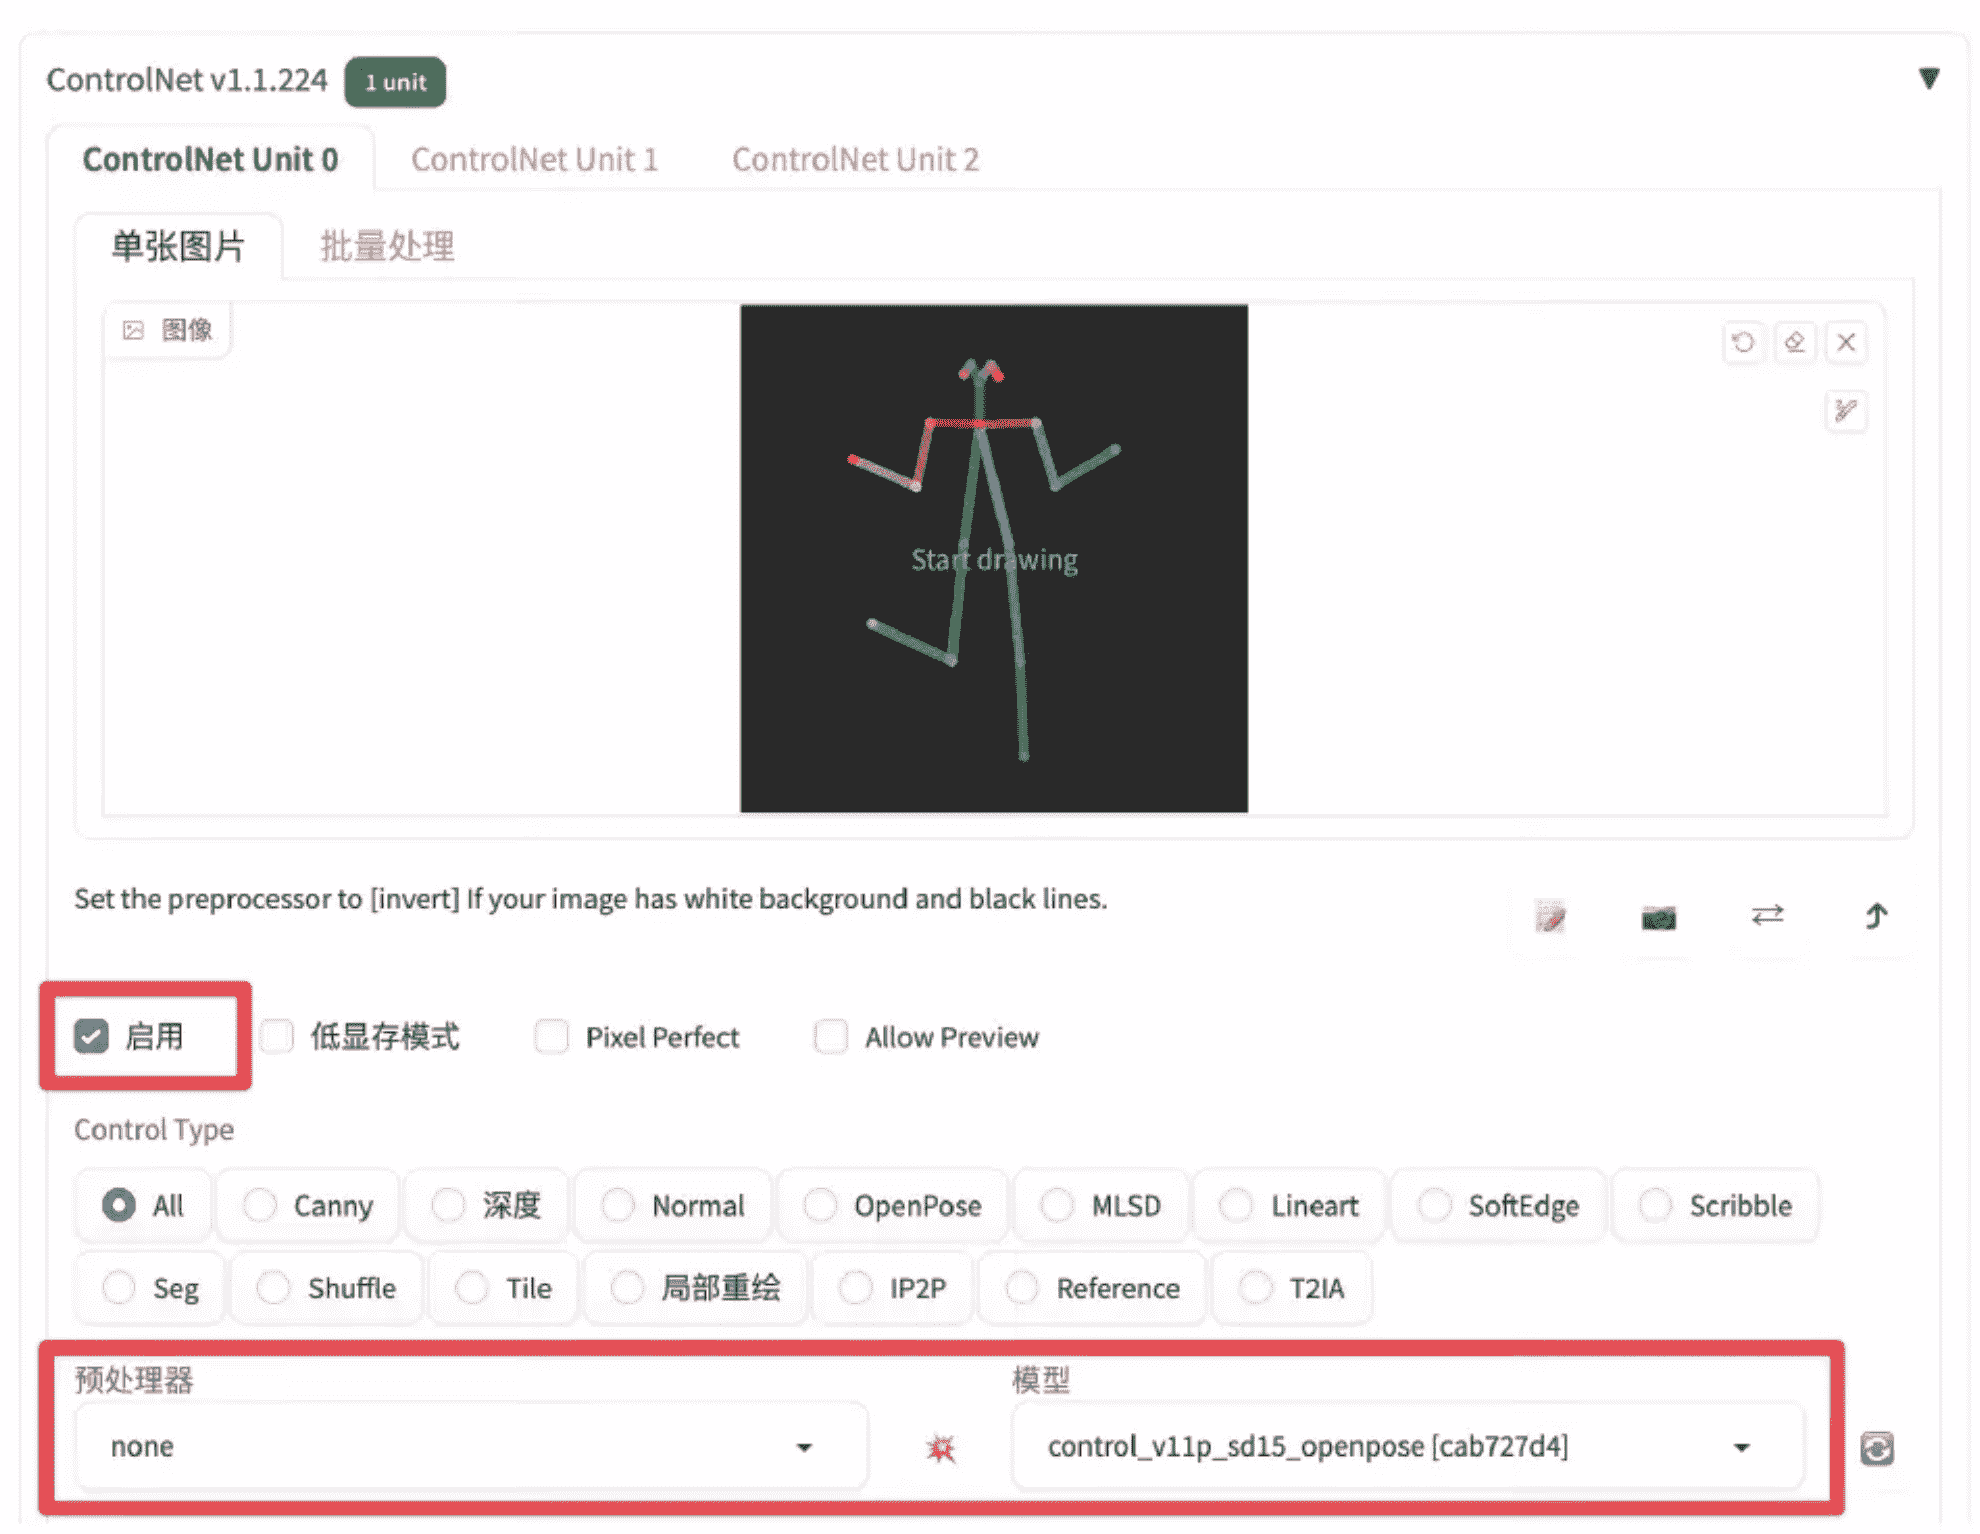 ControlNet v1.1.224 1 unit
ControlNet Unit 0 ControlNet Unit 1 ControlNet Unit 2
单张图片 批量处理
图像
Start drawing
Set the preprocessor to [invert] If your image has white background and black lines.
启用 低显存模式 Pixel Perfect Allow Preview
Control Type
All Canny 深度 Normal OpenPose MLSD Lineart SoftEdge Scribble
Seg Shuffle Tile 局部重绘 IP2P Reference T2IA
预处理器 模型
none control_v11p_sd15_openpose [cab727d4]